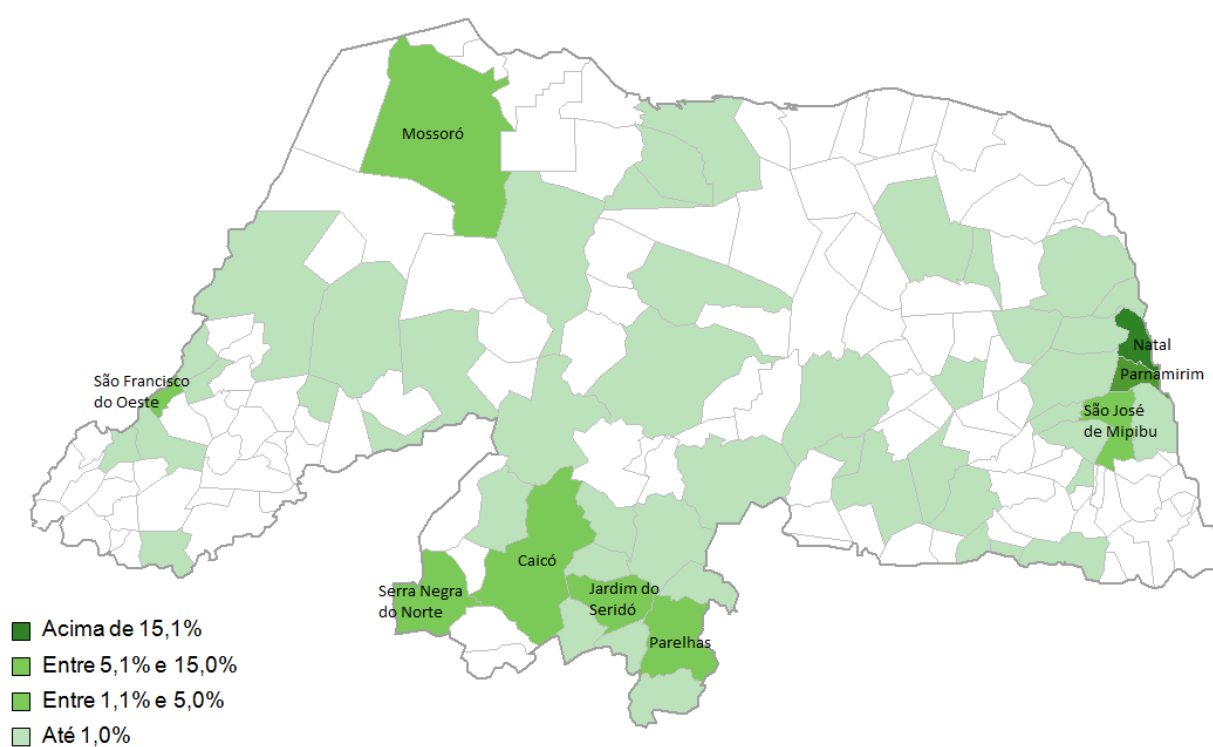 Mossoró
Natal
Parnamirim
São Francisco
do Oeste
São José
de Mipibu
Caicó
Serra Negra
do Norte
Jardim do
Seridó
Parelhas
Acima de 15,1%
Entre 5,1% e 15,0%
Entre 1,1% e 5,0%
Até 1,0%